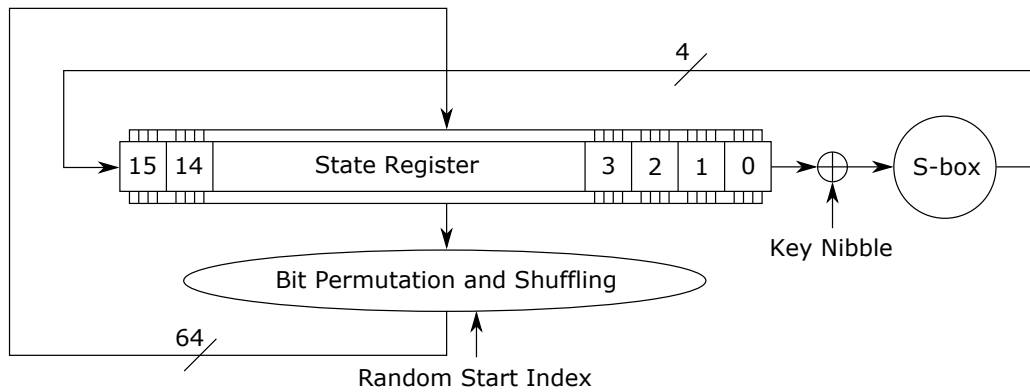 4
15 14 State Register 3 2 1 0
S-box
Key Nibble
Bit Permutation and Shuffling
64
Random Start Index